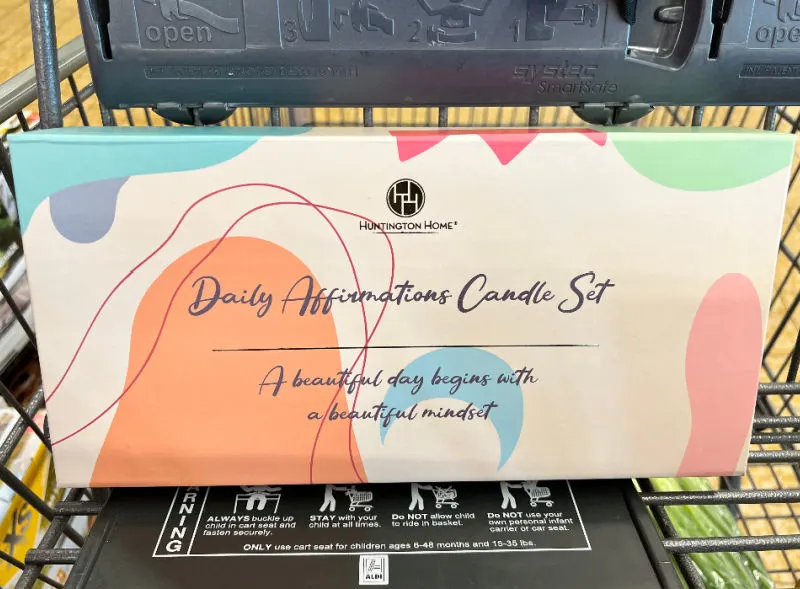 open
3
2
1
open
systec
SmartSafe
HUNTINGTON HOME
Daily Affirmations Candle Set
A beautiful day begins with
a beautiful mindset
WARNING
ALWAYS buckle up
child in cart seat and
fasten securely.
STAY with your
child at all times.
Do NOT allow child
to ride in basket.
Do NOT use your
own personal infant
carrier or car seat.
ONLY use cart seat for children ages 6-48 months and 15-35 lbs.
ALDI